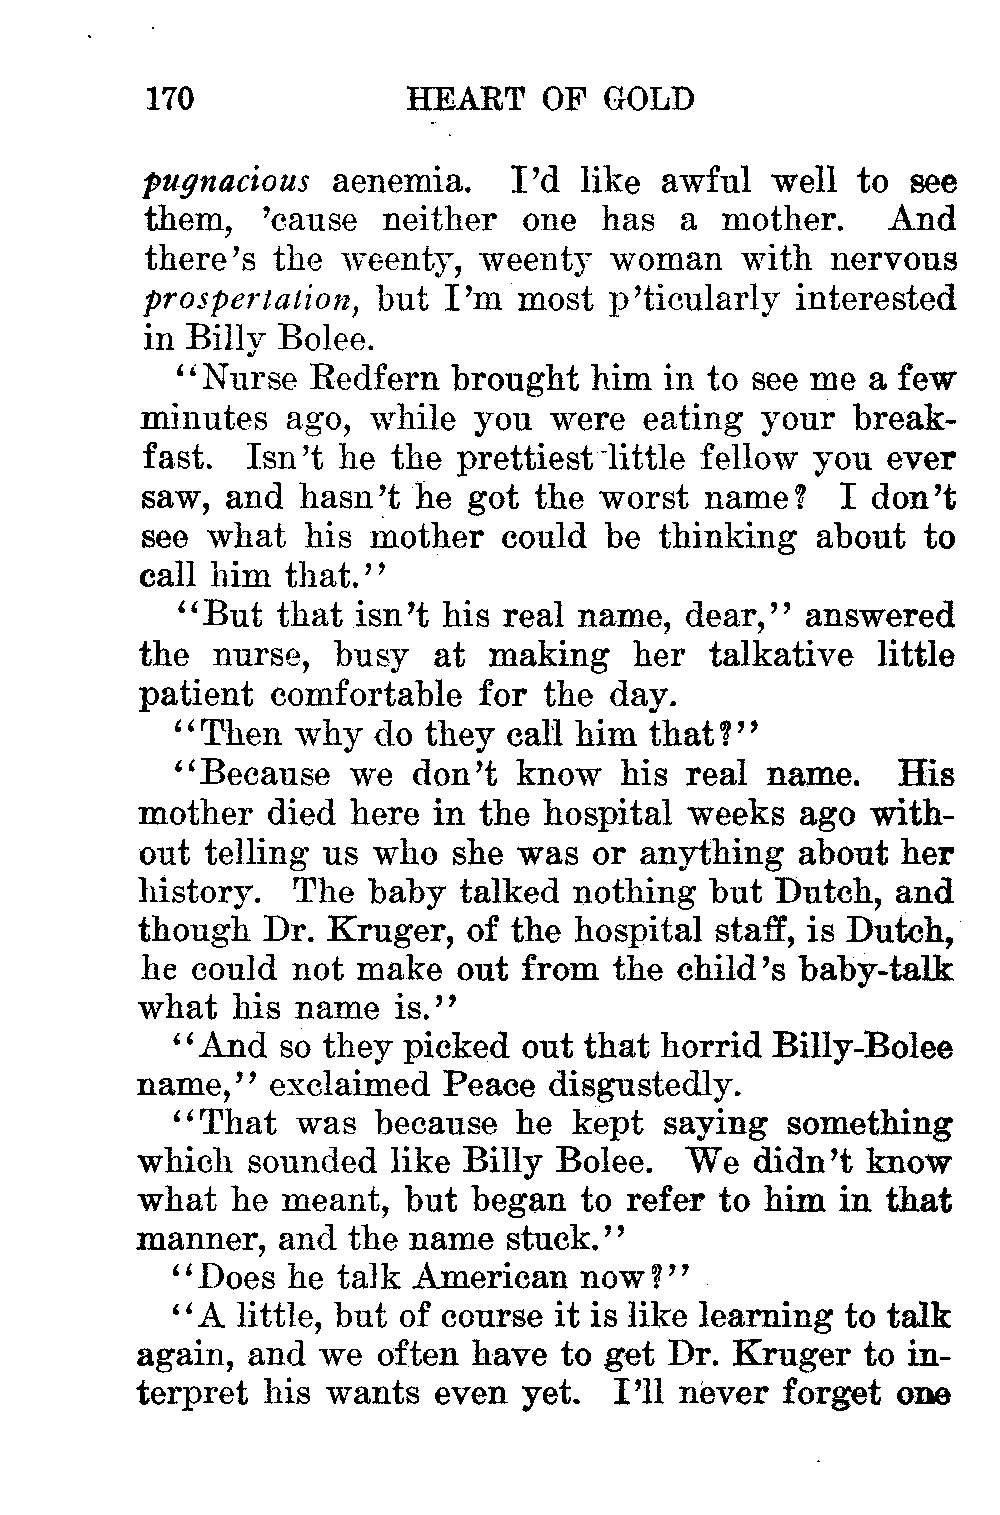 170 HEART OF GOLD
pugnacious aenemia. I'd like awful well to see
them, 'cause neither one has a mother. And
there's the weenty, weenty woman with nervous
prospertation, but I'm most p'ticularly interested
in Billy Bolee.
"Nurse Redfern brought him in to see me a few
minutes ago, while you were eating your break-
fast. Isn't he the prettiest little fellow you ever
saw, and hasn't he got the worst name? I don't
see what his mother could be thinking about to
call him that."
"But that isn't his real name, dear," answered
the nurse, busy at making her talkative little
patient comfortable for the day.
"Then why do they call him that?"
"Because we don't know his real name. His
mother died here in the hospital weeks ago with-
out telling us who she was or anything about her
history. The baby talked nothing but Dutch, and
though Dr. Kruger, of the hospital staff, is Dutch,
he could not make out from the child's baby-talk
what his name is."
"And so they picked out that horrid Billy-Bolee
name," exclaimed Peace disgustedly.
"That was because he kept saying something
which sounded like Billy Bolee. We didn't know
what he meant, but began to refer to him in that
manner, and the name stuck."
"Does he talk American now?"
"A little, but of course it is like learning to talk
again, and we often have to get Dr. Kruger to in-
terpret his wants even yet. I'll never forget one